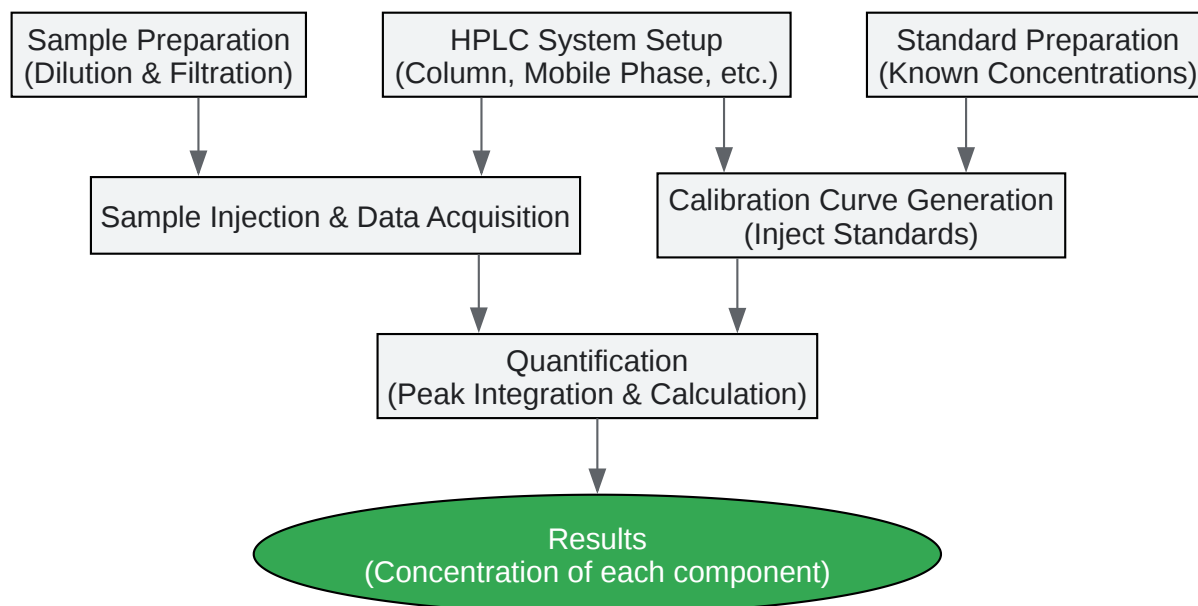 Sample Preparation
(Dilution & Filtration)
HPLC System Setup
(Column, Mobile Phase, etc.)
Standard Preparation
(Known Concentrations)
Sample Injection & Data Acquisition
Calibration Curve Generation
(Inject Standards)
Quantification
(Peak Integration & Calculation)
Results
(Concentration of each component)